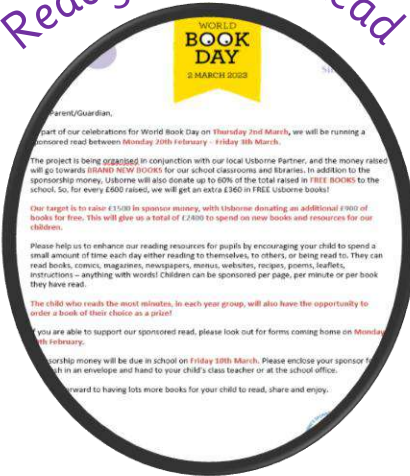 WORLD
BOOK
DAY
2 MARCH 2023
Parent/Guardian,
part of our celebrations for World Book Day on Thursday 2nd March, we will be running a
sponsored read between Monday 20th February - Friday 3rd March.
The project is being organised in conjunction with our local Usborne Partner, and the money raised
will go towards BRAND NEW BOOKS for our school classrooms and libraries. In addition to the
sponsorship money, Usborne will also donate up to 60% of the total raised in FREE BOOKS to the
school. So, for every £600 raised, we will get an extra £360 in FREE Usborne books!
Our target is to raise £1500 in sponsor money, with Usborne donating an additional £900 of
books for free. This will give us a total of £2400 to spend on new books and resources for our
children.
Please help us to enhance our reading resources for pupils by encouraging your child to spend a
small amount of time each day either reading to themselves, to others, or being read to. They can
read books, comics, magazines, newspapers, menus, websites, recipes, poems, leaflets,
instructions – anything with words! Children can be sponsored per page, per minute or per book
they have read.
The child who reads the most minutes, in each year group, will also have the opportunity to
order a book of their choice as a prize!
you are able to support our sponsored read, please look out for forms coming home on Monday
February.
sponsorship money will be due in school on Friday 10th March. Please enclose your sponsor
in an envelope and hand to your child's class teacher or at the school office.
forward to having lots more books for your child to read, share and enjoy.